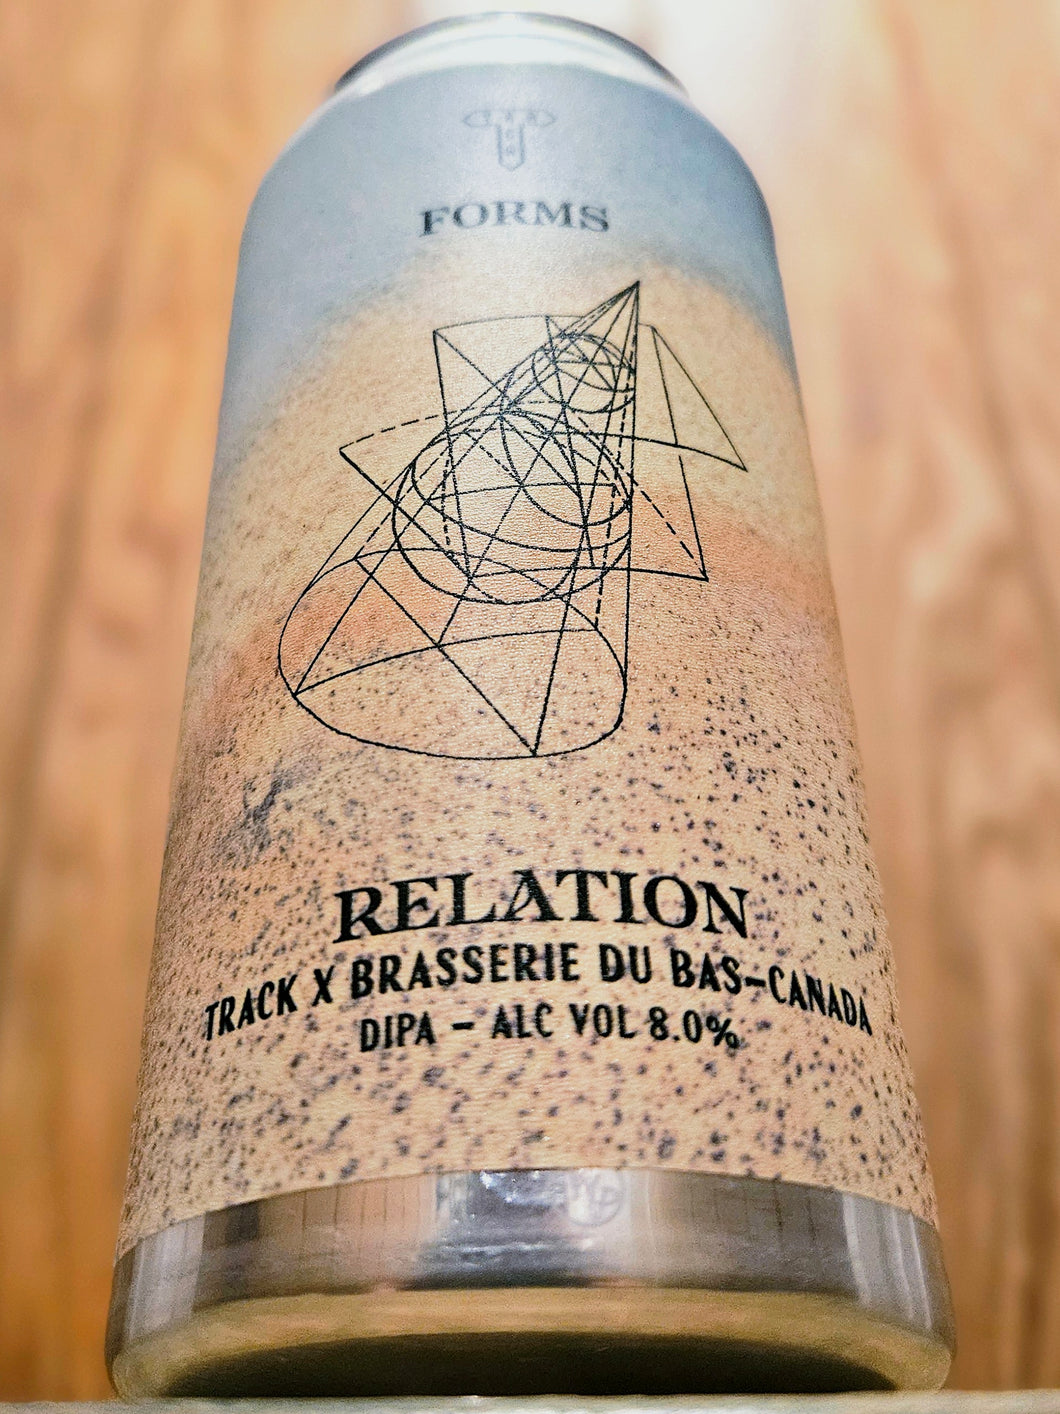 FORMS
RELATION
TRACK X BRASSERIE DU BAS-CANADA
DIPA - ALC VOL 8.0%